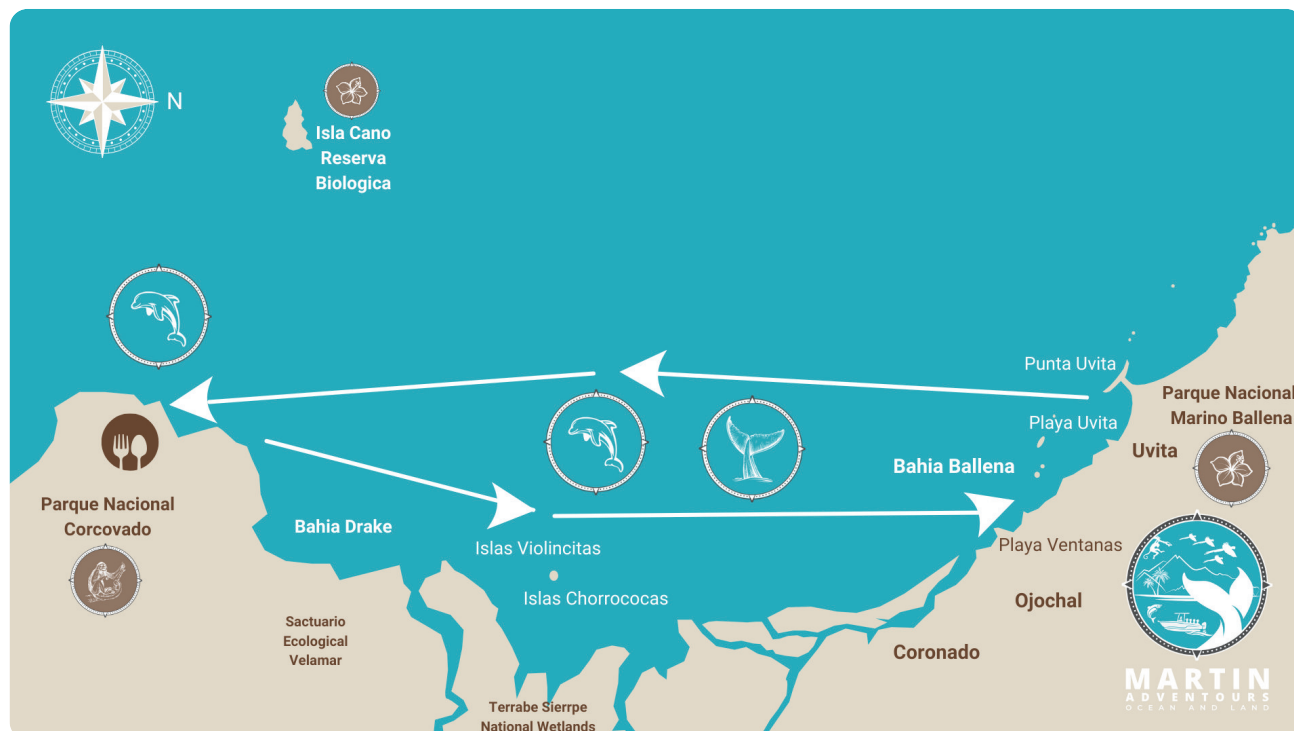 N
Isla Cano
Reserva
Biologica
Punta Uvita
Parque Nacional
Marino Ballena
Playa Uvita
Uvita
Bahia Ballena
Parque Nacional
Corcovado
Bahia Drake
Islas Violincitas
Playa Ventanas
Islas Chorrococas
Ojochal
Sactuario
Ecological
Velamar
Coronado
MARTIN
ADVENTOURS
OCEAN AND LAND
Terrabe Sierrpe
National Wetlands